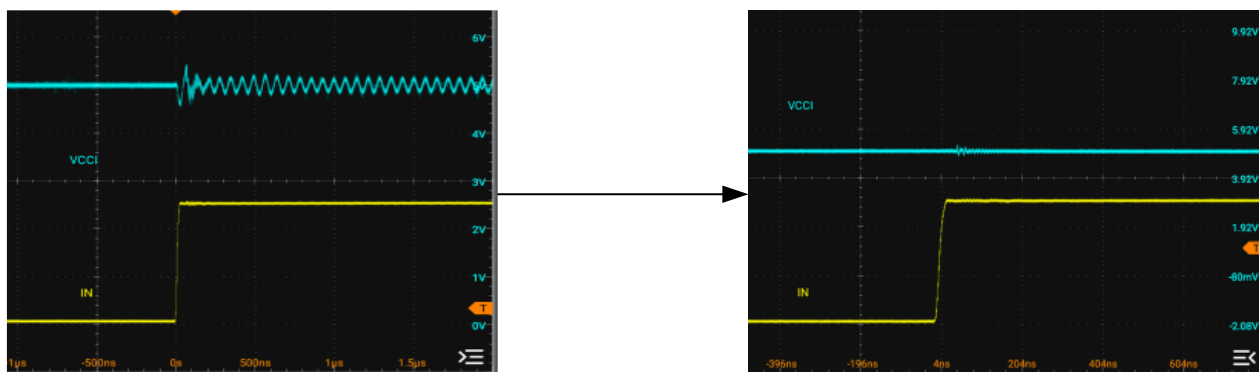 6V
5V
4V
VCCI
3V
2V
1V
IN
T
0V
-1µs
-500ns
0s
500ns
1µs
1.5µs
9.92V
7.92V
VCCI
5.92V
3.92V
1.92V
T
-80mV
IN
-2.08V
-396ns
-196ns
4ns
204ns
404ns
604ns